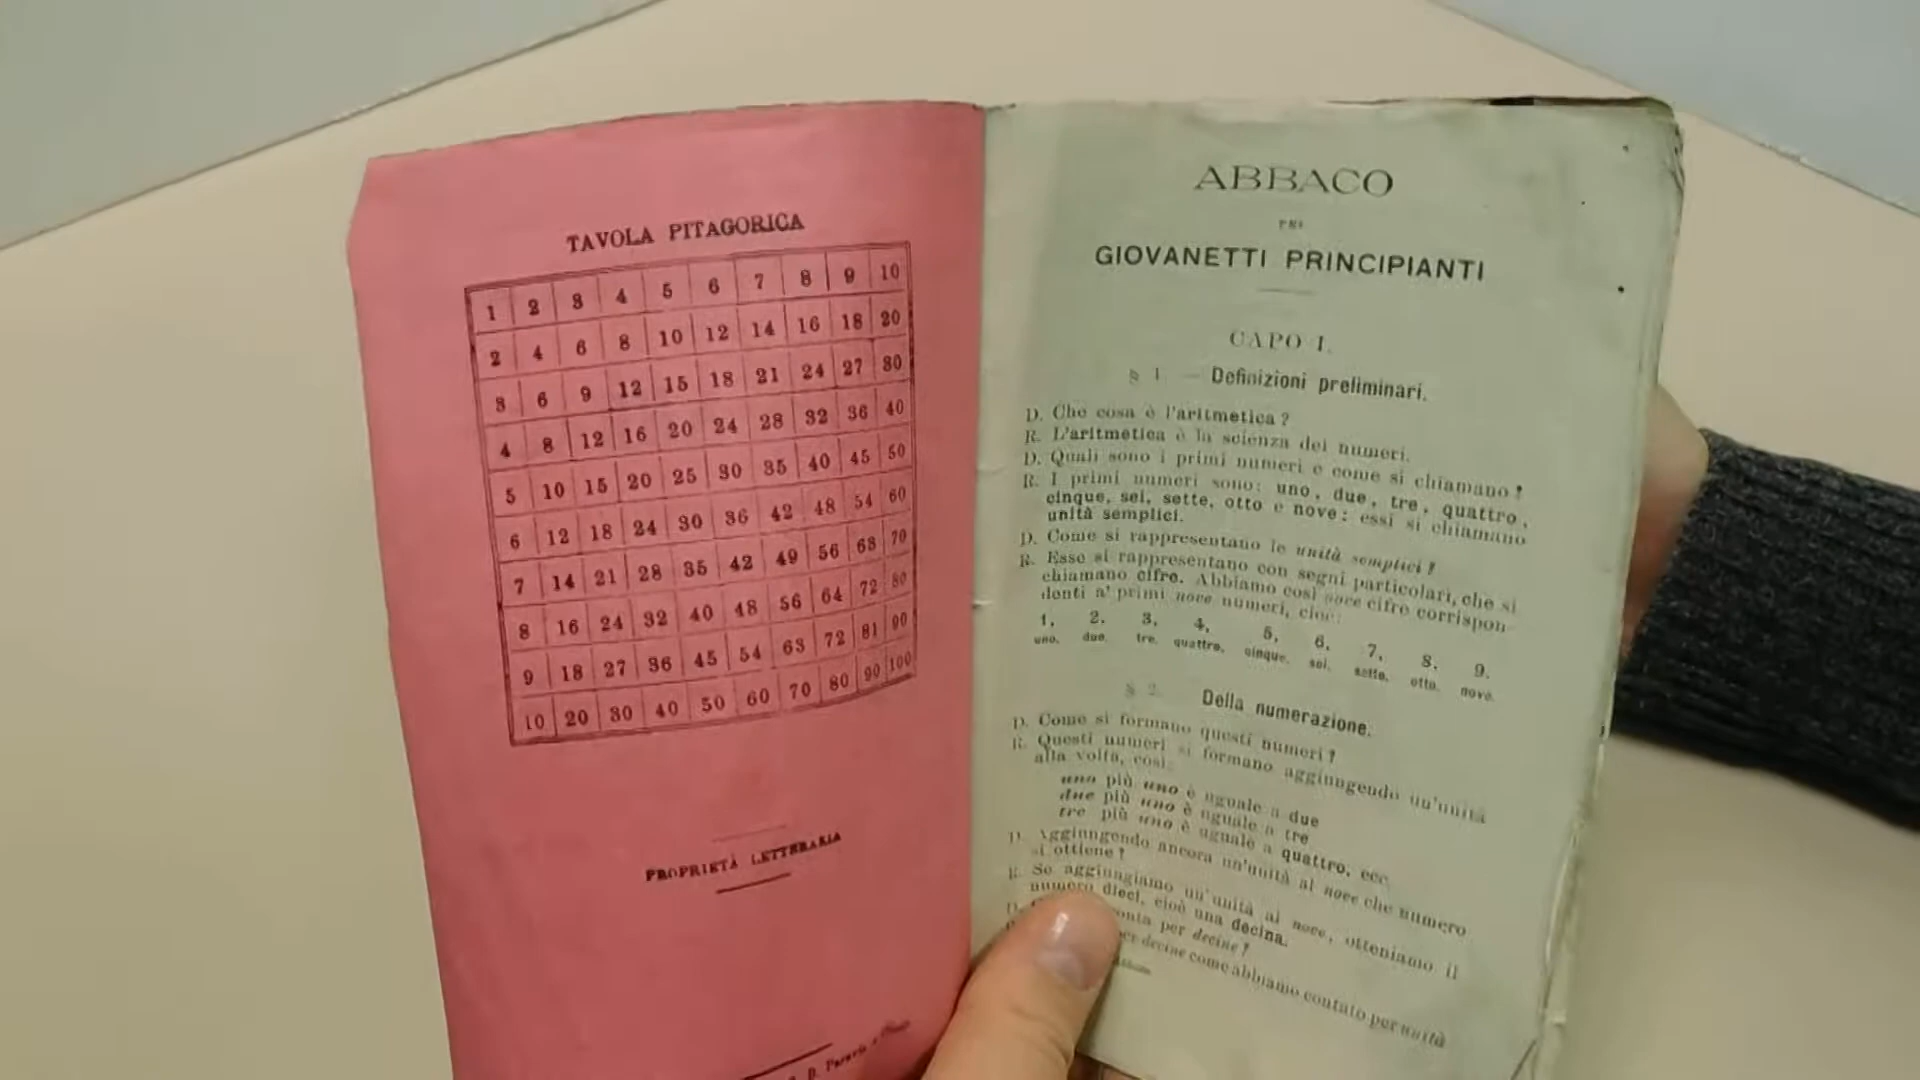 TAVOLA PITAGORICA
1 2 3 4 5 6 7 8 9 10
2 4 6 8 10 12 14 16 18 20
3 6 9 12 15 18 21 24 27 30
4 8 12 16 20 24 28 32 36 40
5 10 15 20 25 30 35 40 45 50
6 12 18 24 30 36 42 48 54 60
7 14 21 28 35 42 49 56 63 70
8 16 24 32 40 48 56 64 72 80
9 18 27 36 45 54 63 72 81 90
10 20 30 40 50 60 70 80 90 100
PROPRIETÀ LETTERARIA
ABBACO
PEI
GIOVANETTI PRINCIPIANTI
CAPO I.
§ 1. — Definizioni preliminari.
D. Che cosa è l'aritmetica?
R. L'aritmetica è la scienza dei numeri.
D. Quali sono i primi numeri e come si chiamano?
R. I primi numeri sono: uno, due, tre, quattro,
cinque, sei, sette, otto e nove: essi si chiamano
unità semplici.
D. Come si rappresentano le unità semplici?
R. Esse si rappresentano con segni particolari, che si
chiamano cifre. Abbiamo così nove cifre corrispon-
denti a' primi nove numeri, cioè:
1, 2, 3, 4, 5, 6, 7, 8, 9.
uno, due, tre, quattro, cinque, sei, sette, otto, nove.
§ 2. Della numerazione.
D. Come si formano questi numeri?
R. Questi numeri si formano aggiungendo un'unità
alla volta, così:
uno più uno è uguale a due
due più uno è uguale a tre
tre più uno è uguale a quattro, ecc.
D. Aggiungendo ancora un'unità al nove che numero
si ottiene?
R. Se aggiungiamo un'unità al nove, otteniamo il
numero dieci, cioè una decina.
D. per decine?
per decine come abbiamo contato per unità